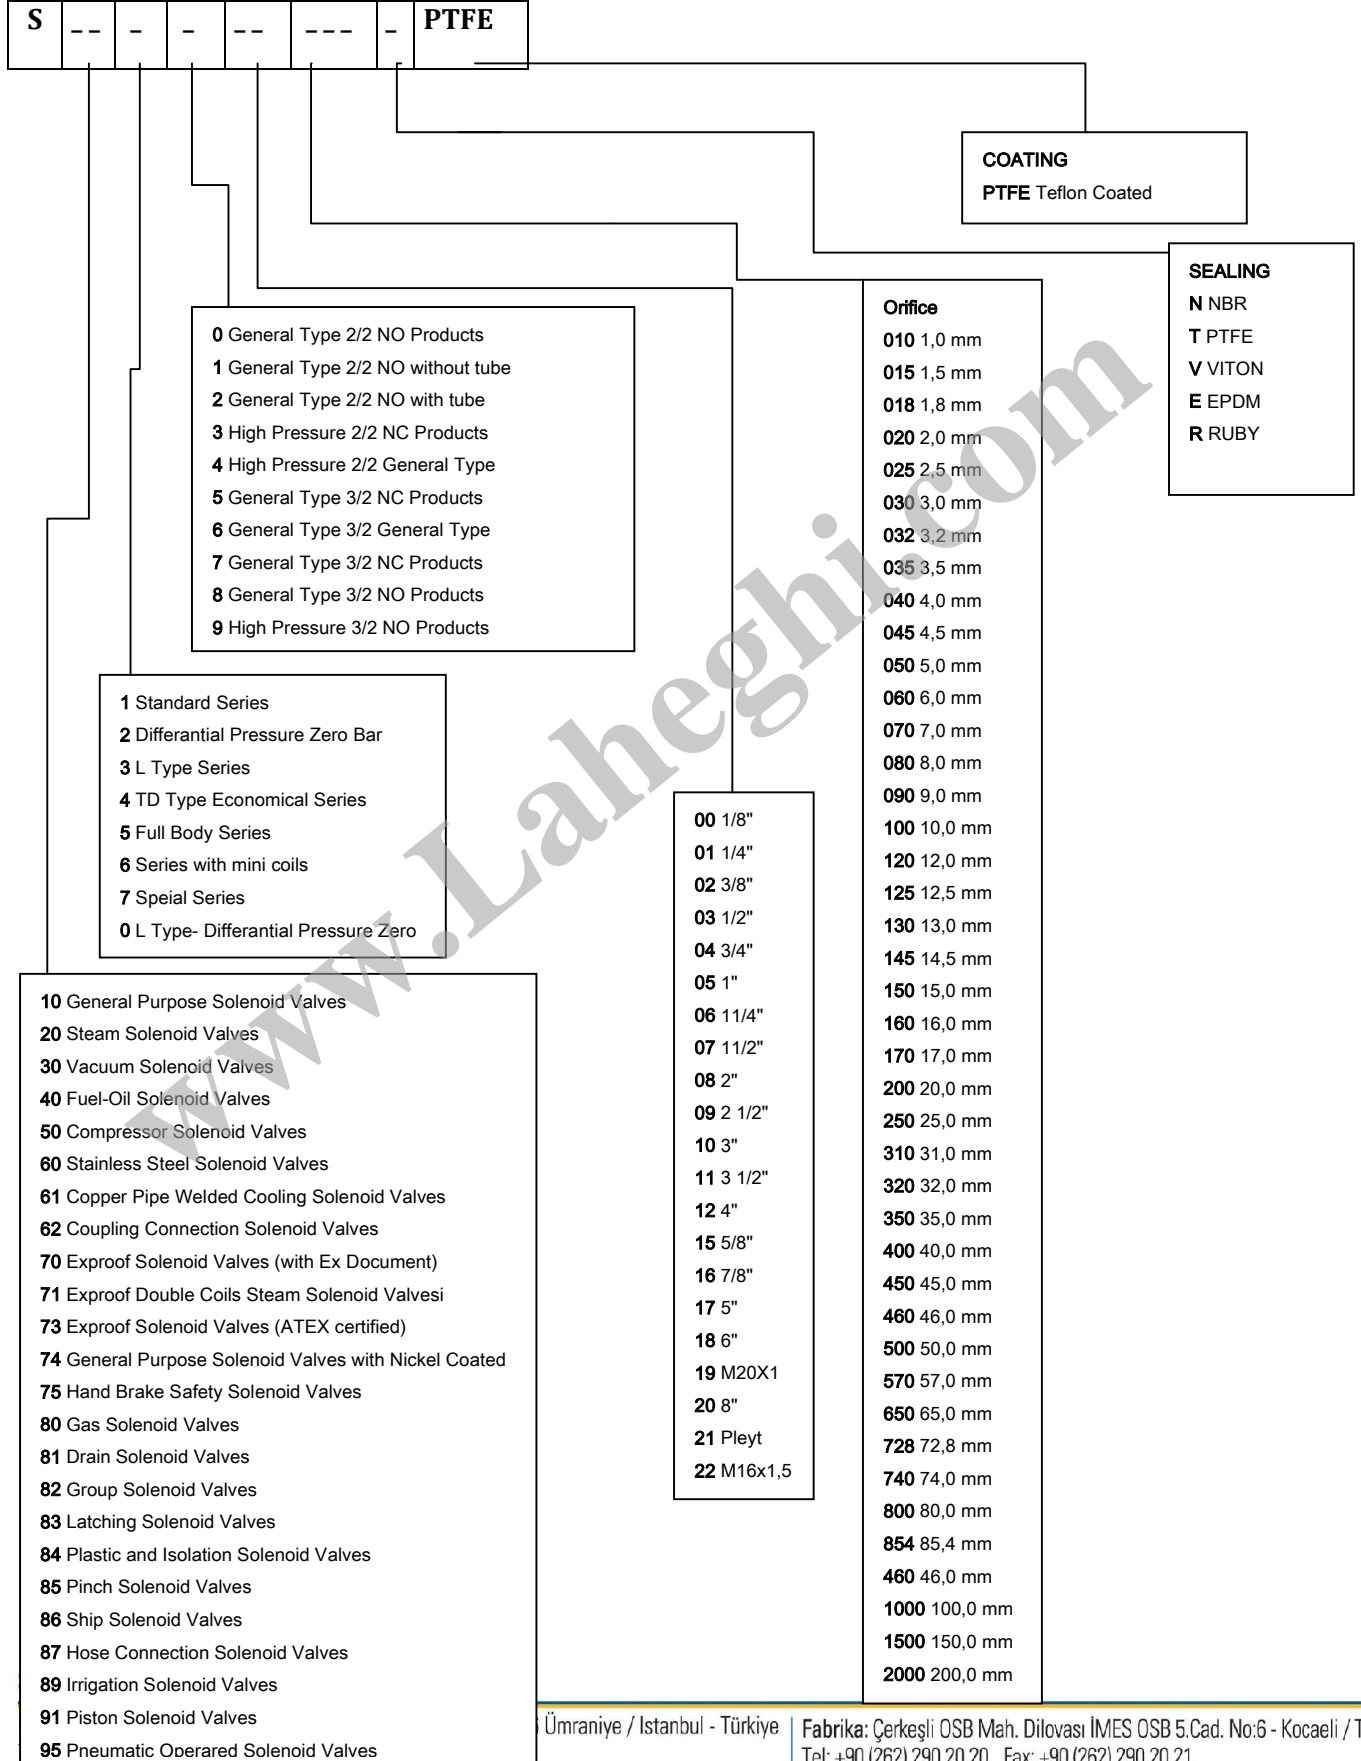 S -- - - -- --- - PTFE
COATING
PTFE Teflon Coated
SEALING
N NBR
T PTFE
V VITON
E EPDM
R RUBY
Orifice
010 1,0 mm
015 1,5 mm
018 1,8 mm
020 2,0 mm
025 2,5 mm
030 3,0 mm
032 3,2 mm
035 3,5 mm
040 4,0 mm
045 4,5 mm
050 5,0 mm
060 6,0 mm
070 7,0 mm
080 8,0 mm
090 9,0 mm
100 10,0 mm
120 12,0 mm
125 12,5 mm
130 13,0 mm
145 14,5 mm
150 15,0 mm
160 16,0 mm
170 17,0 mm
200 20,0 mm
250 25,0 mm
310 31,0 mm
320 32,0 mm
350 35,0 mm
400 40,0 mm
450 45,0 mm
460 46,0 mm
500 50,0 mm
570 57,0 mm
650 65,0 mm
728 72,8 mm
740 74,0 mm
800 80,0 mm
854 85,4 mm
460 46,0 mm
1000 100,0 mm
1500 150,0 mm
2000 200,0 mm
0 General Type 2/2 NO Products
1 General Type 2/2 NO without tube
2 General Type 2/2 NO with tube
3 High Pressure 2/2 NC Products
4 High Pressure 2/2 General Type
5 General Type 3/2 NC Products
6 General Type 3/2 General Type
7 General Type 3/2 NC Products
8 General Type 3/2 NO Products
9 High Pressure 3/2 NO Products
1 Standard Series
2 Differantial Pressure Zero Bar
3 L Type Series
4 TD Type Economical Series
5 Full Body Series
6 Series with mini coils
7 Speial Series
0 L Type- Differantial Pressure Zero
00 1/8"
01 1/4"
02 3/8"
03 1/2"
04 3/4"
05 1"
06 11/4"
07 11/2"
08 2"
09 2 1/2"
10 3"
11 3 1/2"
12 4"
15 5/8"
16 7/8"
17 5"
18 6"
19 M20X1
20 8"
21 Pleyt
22 M16x1,5
10 General Purpose Solenoid Valves
20 Steam Solenoid Valves
30 Vacuum Solenoid Valves
40 Fuel-Oil Solenoid Valves
50 Compressor Solenoid Valves
60 Stainless Steel Solenoid Valves
61 Copper Pipe Welded Cooling Solenoid Valves
62 Coupling Connection Solenoid Valves
70 Exproof Solenoid Valves (with Ex Document)
71 Exproof Double Coils Steam Solenoid Valvesi
73 Exproof Solenoid Valves (ATEX certified)
74 General Purpose Solenoid Valves with Nickel Coated
75 Hand Brake Safety Solenoid Valves
80 Gas Solenoid Valves
81 Drain Solenoid Valves
82 Group Solenoid Valves
83 Latching Solenoid Valves
84 Plastic and Isolation Solenoid Valves
85 Pinch Solenoid Valves
86 Ship Solenoid Valves
87 Hose Connection Solenoid Valves
89 Irrigation Solenoid Valves
91 Piston Solenoid Valves
95 Pneumatic Operared Solenoid Valves
www.Laheghi.com
Ümraniye / Istanbul - Türkiye
Fabrika: Çerkeşli OSB Mah. Dilovası İMES OSB 5.Cad. No:6 - Kocaeli / T
Tel: +90 (262) 290 20 20 Fax: +90 (262) 290 20 21